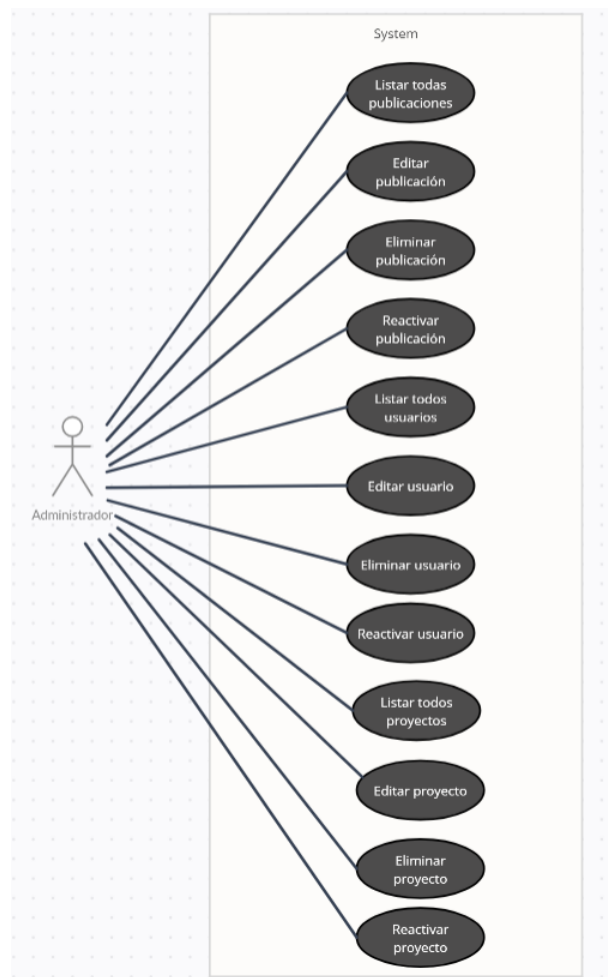 System
Listar todas
publicaciones
Editar
publicación
Eliminar
publicación
Reactivar
publicación
Listar todos
usuarios
Administrador
Editar usuario
Eliminar usuario
Reactivar usuario
Listar todos
proyectos
Editar proyecto
Eliminar
proyecto
Reactivar
proyecto